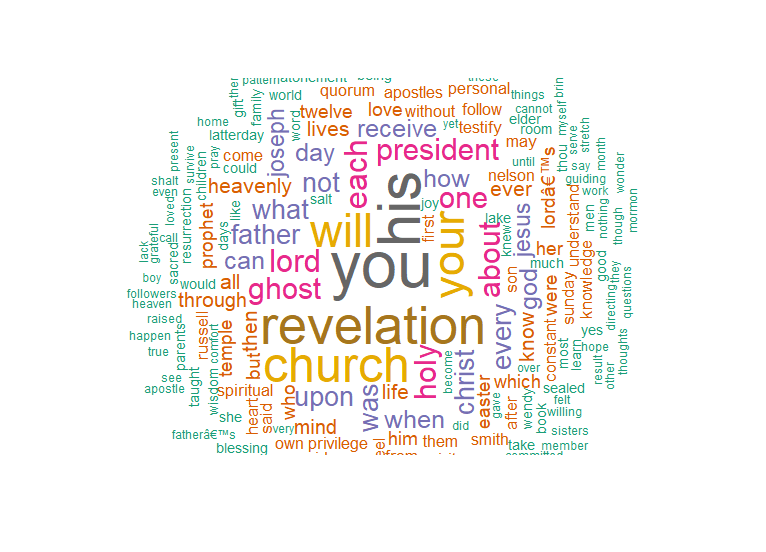 pattern atonement being these
quorum apostles personal things cannot brin
world twelve love without follow yet elder myself
home gift ther family word lives receive testify room serve stretch
latterday joseph day president may thou say month
present pray could come each not how until guiding wonder
shalt survive children heavenly what his nelson ever lordâ€™s work
even loved resurrection prophet like salt joy one understand men though mormon
call days father will you first your lake knew her nothing they
lack grateful sacred can lord about jesus son much good
boy would all ghost god were sunday knowledge directing questions
followers heaven through
raised russell but then revelation every know constant yes thoughts
happen parents temple church holy christ over most learn hope
true comfort which result other
see taught wisdom spiritual upon was life become easter sealed felt
apostle she heart said who when gave after wendy book willing
fatherâ€™s very mind him did smith sisters
blessing own privilege them take member
from committed